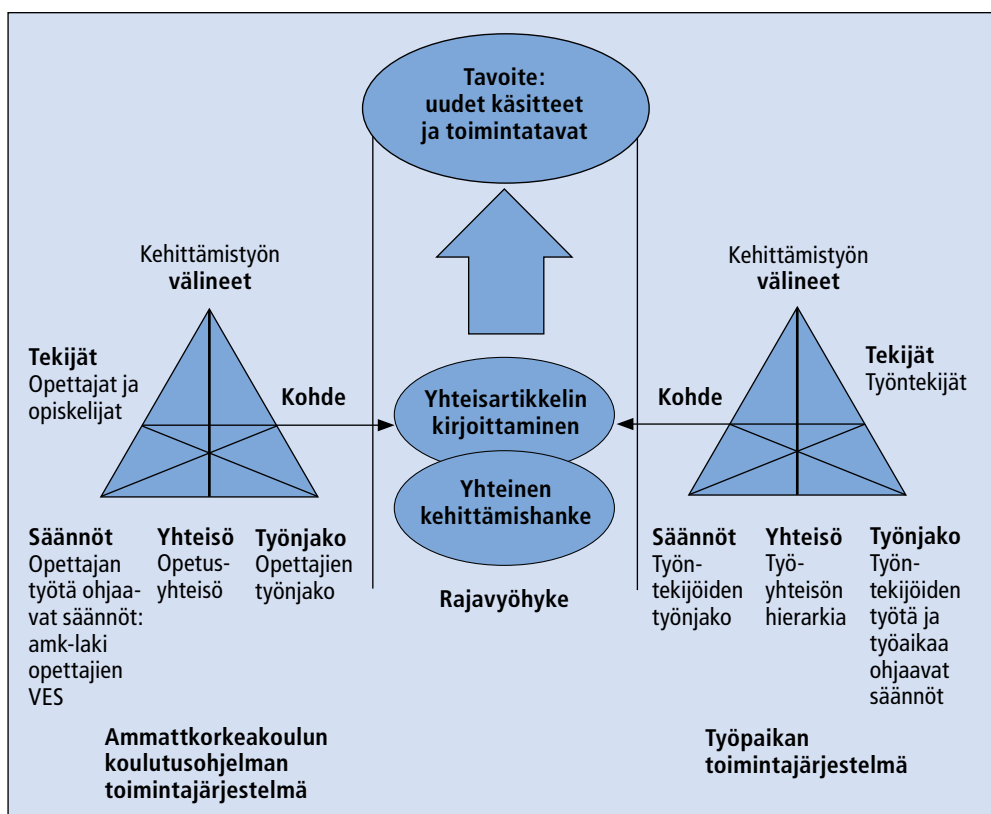 Tavoite:
uudet käsitteet
ja toimintatavat
Kehittämistyön
välineet
Tekijät
Opettajat ja
opiskelijat
Kohde
Yhteisartikkelin
kirjoittaminen
Yhteinen
kehittämishanke
Rajavyöhyke
Kehittämistyön
välineet
Tekijät
Työntekijät
Kohde
Säännöt
Opettajan
työtä ohjaa-
vat säännöt:
amk-laki
opettajien
VES
Yhteisö
Opetus-
yhteisö
Työnjako
Opettajien
työnjako
Ammattkorkeakoulun
koulutusohjelman
toimintajärjestelmä
Säännöt
Työn-
tekijöiden
työnjako
Yhteisö
Työ-
yhteisön
hierarkia
Työnjako
Työn-
tekijöiden
työtä ja
työaikaa
ohjaavat
säännöt
Työpaikan
toimintajärjestelmä